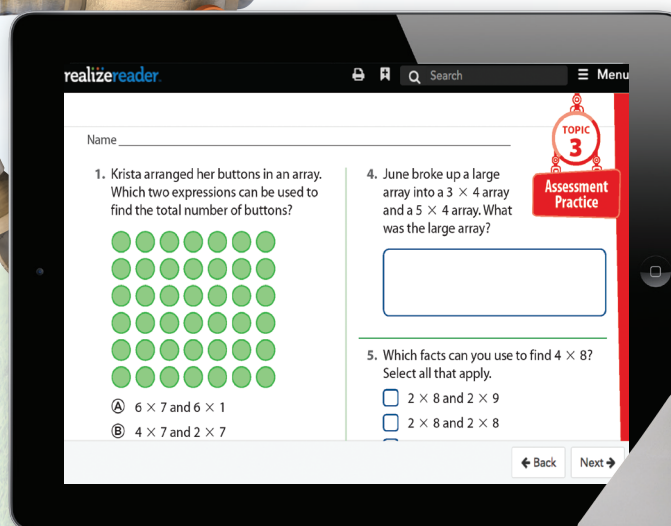 realizereader.
Search
Menu
Name
TOPIC
3
Assessment
Practice
1. Krista arranged her buttons in an array.
Which two expressions can be used to
find the total number of buttons?
Ⓐ 6 × 7 and 6 × 1
Ⓑ 4 × 7 and 2 × 7
4. June broke up a large
array into a 3 × 4 array
and a 5 × 4 array. What
was the large array?
5. Which facts can you use to find 4 × 8?
Select all that apply.
2 × 8 and 2 × 9
2 × 8 and 2 × 8
Back
Next